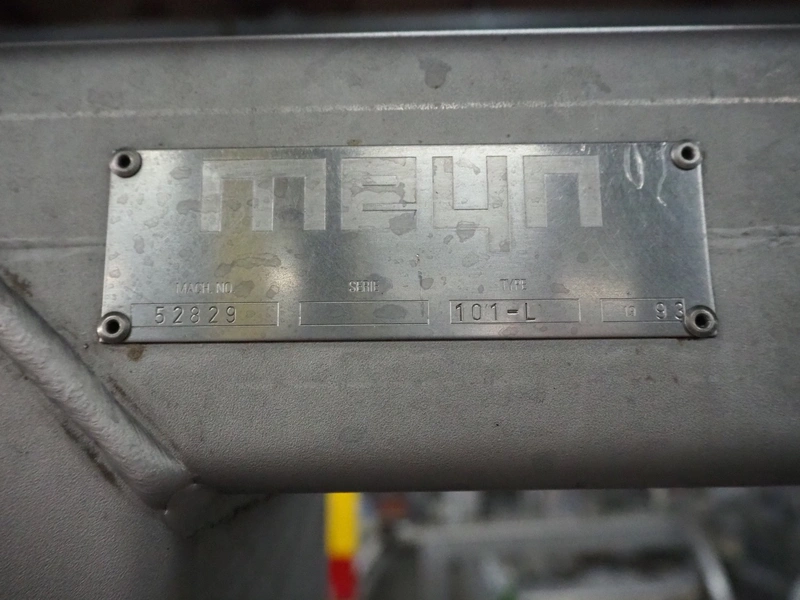 meyn
MACH. NO. SERIE TYPE
52829 101-L 93